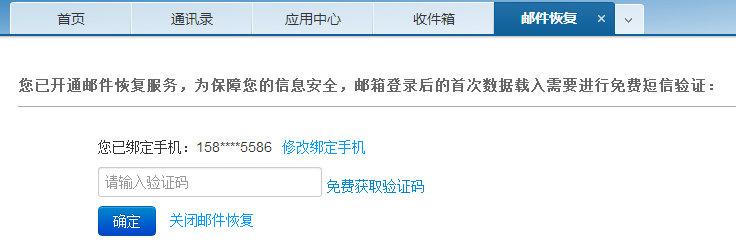 首页 通讯录 应用中心 收件箱 邮件恢复 ×
您已开通邮件恢复服务，为保障您的信息安全，邮箱登录后的首次数据载入需要进行免费短信验证：
您已绑定手机：158****5586 修改绑定手机
请输入验证码 免费获取验证码
确定 关闭邮件恢复